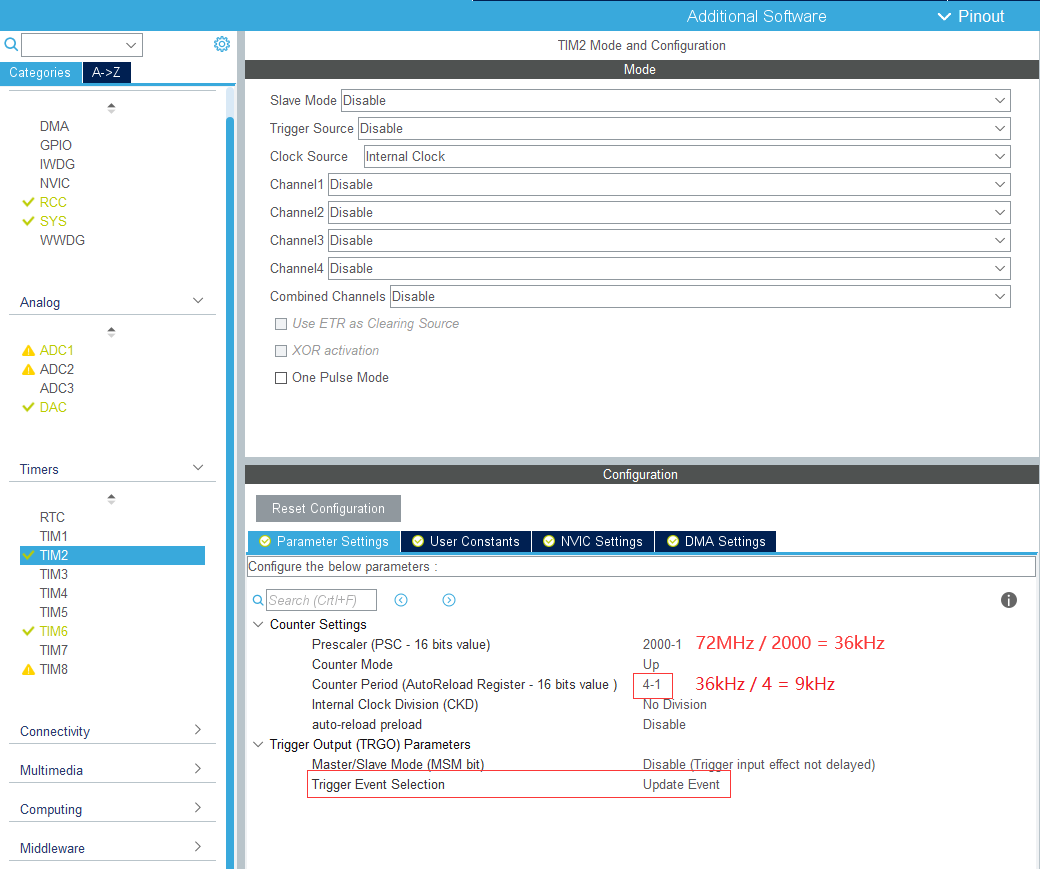 Additional Software
Pinout
Categories
A->Z
DMA
GPIO
IWDG
NVIC
RCC
SYS
WWDG
Analog
ADC1
ADC2
ADC3
DAC
Timers
RTC
TIM1
TIM2
TIM3
TIM4
TIM5
TIM6
TIM7
TIM8
Connectivity
Multimedia
Computing
Middleware
TIM2 Mode and Configuration
Mode
Slave Mode Disable
Trigger Source Disable
Clock Source Internal Clock
Channel1 Disable
Channel2 Disable
Channel3 Disable
Channel4 Disable
Combined Channels Disable
Use ETR as Clearing Source
XOR activation
One Pulse Mode
Configuration
Reset Configuration
Parameter Settings
User Constants
NVIC Settings
DMA Settings
Configure the below parameters :
Search (Crtl+F)
Counter Settings
Prescaler (PSC - 16 bits value) 2000-1 72MHz / 2000 = 36kHz
Counter Mode Up
Counter Period (AutoReload Register - 16 bits value ) 4-1 36kHz / 4 = 9kHz
Internal Clock Division (CKD) No Division
auto-reload preload Disable
Trigger Output (TRGO) Parameters
Master/Slave Mode (MSM bit) Disable (Trigger input effect not delayed)
Trigger Event Selection Update Event